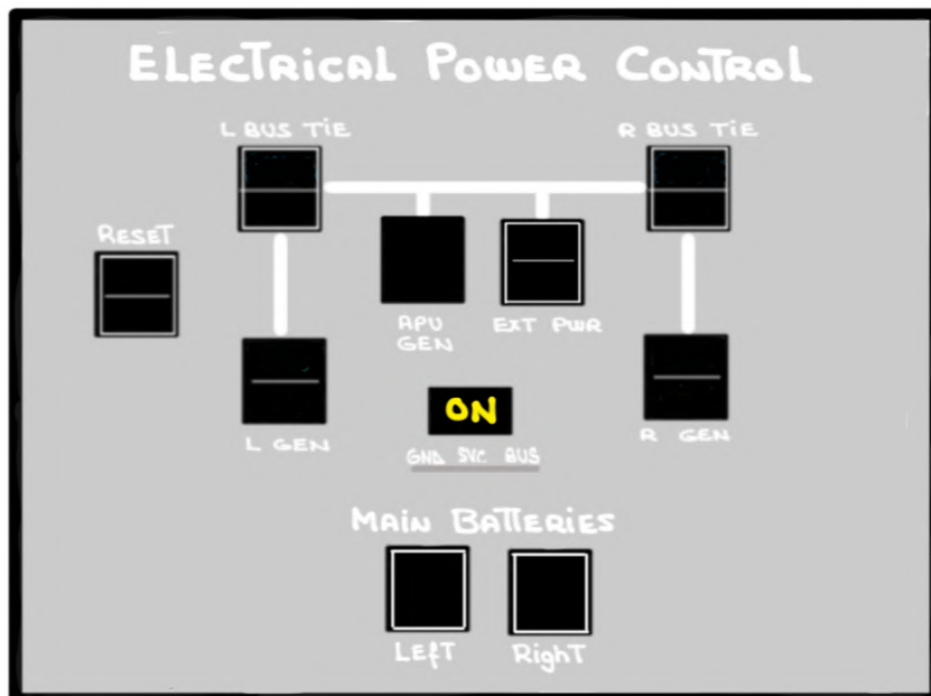 ELECTRICAL POWER CONTROL
L BUS TiE
R BUS TiE
RESET
APU GEN
EXT PWR
L GEN
ON
R GEN
GND SVC BUS
MAiN BATTERiES
LEfT
RighT